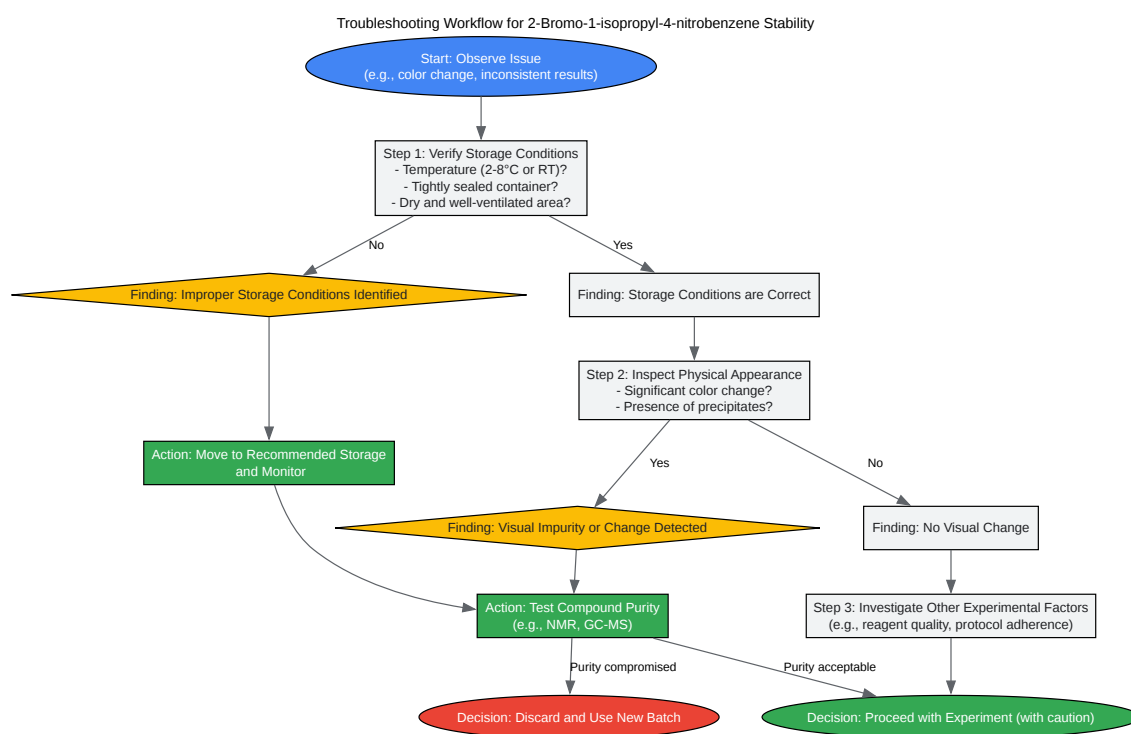 Troubleshooting Workflow for 2-Bromo-1-isopropyl-4-nitrobenzene Stability
Start: Observe Issue
(e.g., color change, inconsistent results)
Step 1: Verify Storage Conditions
- Temperature (2-8°C or RT)?
- Tightly sealed container?
- Dry and well-ventilated area?
No
Yes
Finding: Improper Storage Conditions Identified
Finding: Storage Conditions are Correct
Step 2: Inspect Physical Appearance
- Significant color change?
- Presence of precipitates?
Action: Move to Recommended Storage
and Monitor
Yes
No
Finding: Visual Impurity or Change Detected
Finding: No Visual Change
Action: Test Compound Purity
(e.g., NMR, GC-MS)
Step 3: Investigate Other Experimental Factors
(e.g., reagent quality, protocol adherence)
Purity compromised
Purity acceptable
Decision: Discard and Use New Batch
Decision: Proceed with Experiment (with caution)